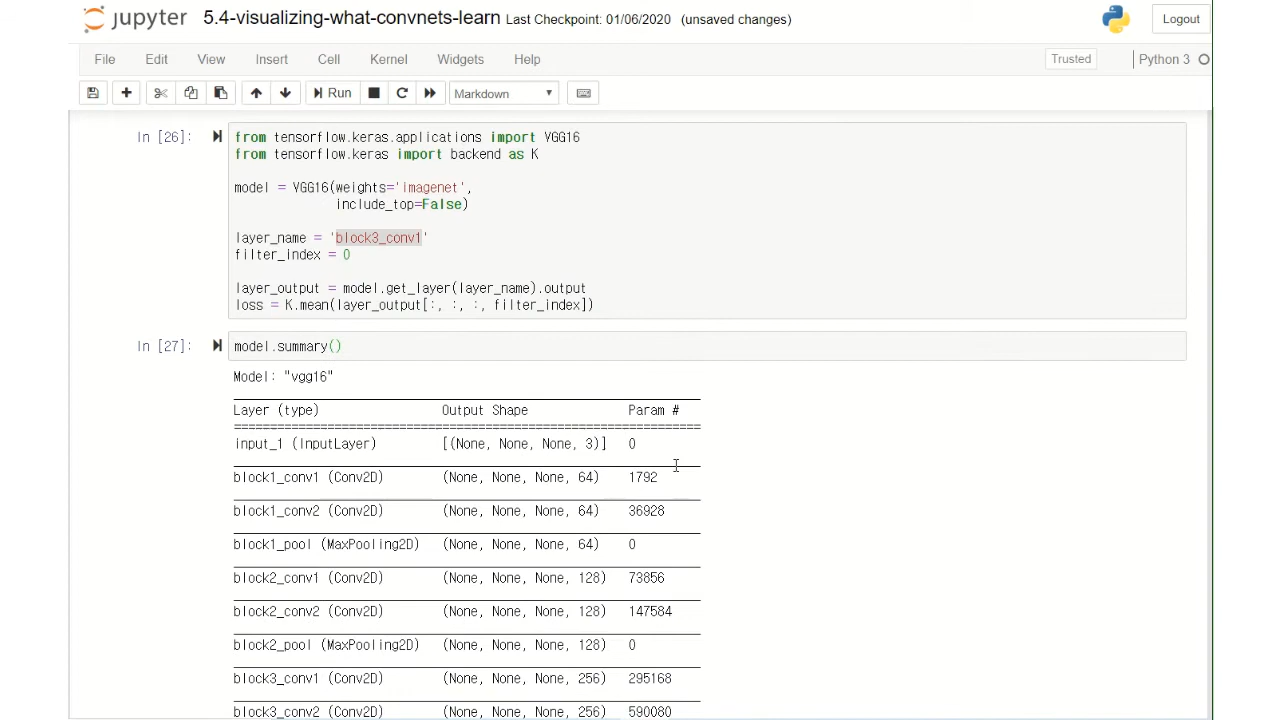 jupyter 5.4-visualizing-what-convnets-learn Last Checkpoint: 01/06/2020 (unsaved changes) Logout
File Edit View Insert Cell Kernel Widgets Help Trusted Python 3
Run Markdown
In [26]:
from tensorflow.keras.applications import VGG16
from tensorflow.keras import backend as K
model = VGG16(weights='imagenet',
include_top=False)
layer_name = 'block3_conv1'
filter_index = 0
layer_output = model.get_layer(layer_name).output
loss = K.mean(layer_output[:, :, :, filter_index])
In [27]: model.summary()
Model: "vgg16"
Layer (type) Output Shape Param #
=================================================================
input_1 (InputLayer) [(None, None, None, 3)] 0
block1_conv1 (Conv2D) (None, None, None, 64) 1792
block1_conv2 (Conv2D) (None, None, None, 64) 36928
block1_pool (MaxPooling2D) (None, None, None, 64) 0
block2_conv1 (Conv2D) (None, None, None, 128) 73856
block2_conv2 (Conv2D) (None, None, None, 128) 147584
block2_pool (MaxPooling2D) (None, None, None, 128) 0
block3_conv1 (Conv2D) (None, None, None, 256) 295168
block3_conv2 (Conv2D) (None, None, None, 256) 590080